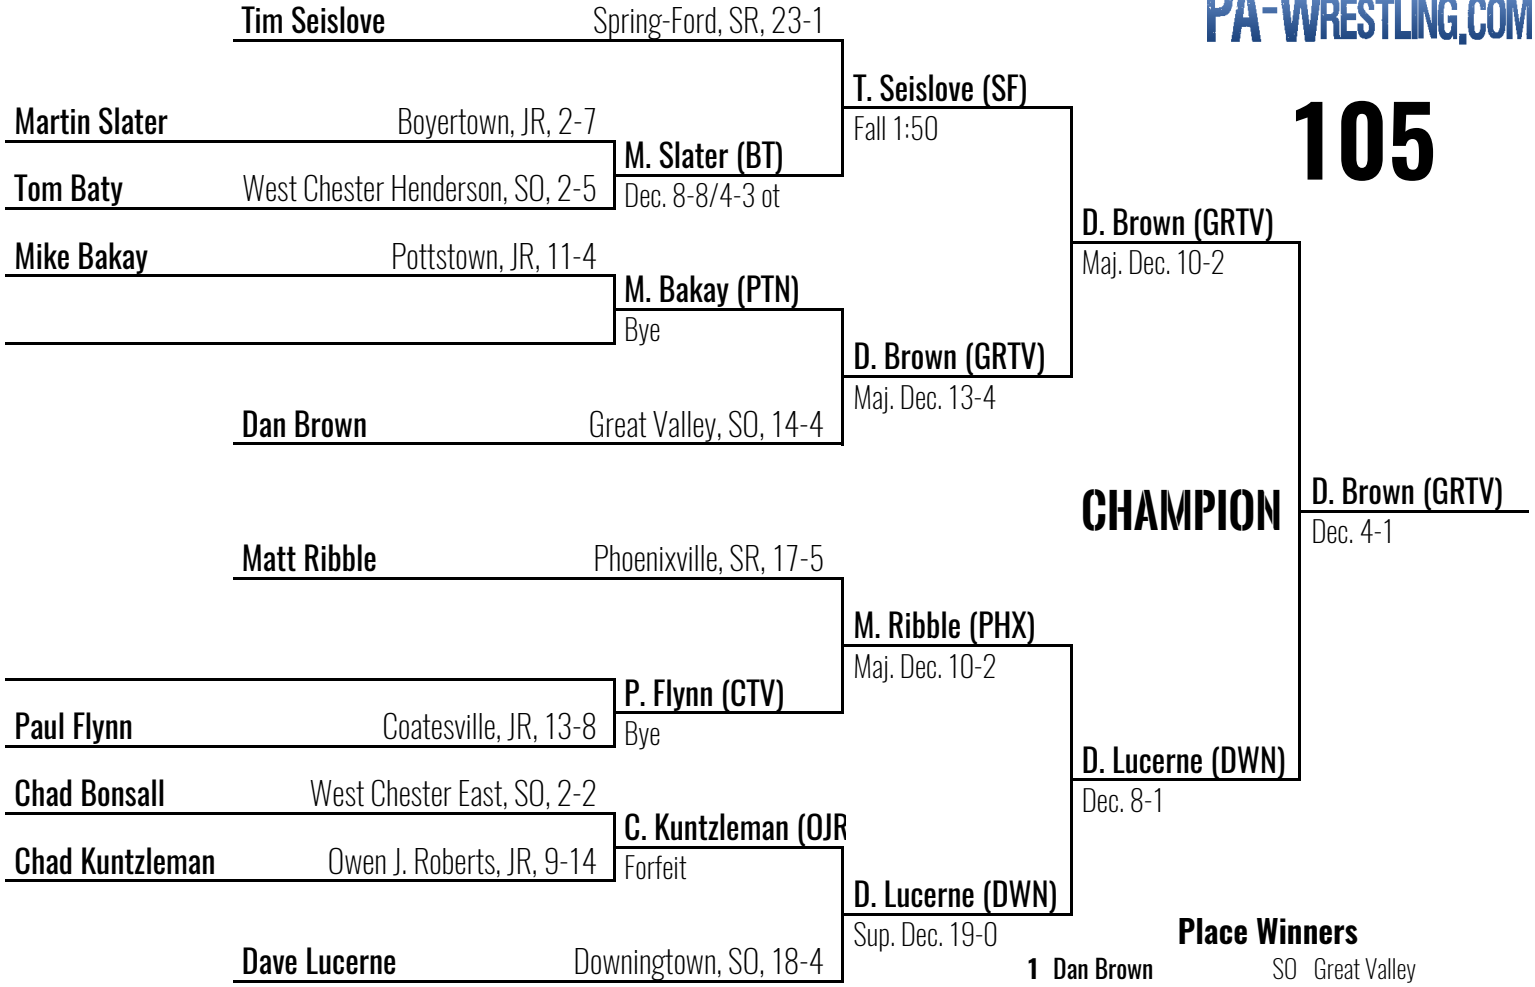 PA-WRESTLING.COM
105
Tim Seislove Spring-Ford, SR, 23-1
T. Seislove (SF)
Fall 1:50
Martin Slater Boyertown, JR, 2-7
M. Slater (BT)
Dec. 8-8/4-3 ot
Tom Baty West Chester Henderson, SO, 2-5
D. Brown (GRTV)
Maj. Dec. 10-2
Mike Bakay Pottstown, JR, 11-4
M. Bakay (PTN)
Bye
D. Brown (GRTV)
Maj. Dec. 13-4
Dan Brown Great Valley, SO, 14-4
CHAMPION
D. Brown (GRTV)
Dec. 4-1
Matt Ribble Phoenixville, SR, 17-5
M. Ribble (PHX)
Maj. Dec. 10-2
P. Flynn (CTV)
Bye
Paul Flynn Coatesville, JR, 13-8
D. Lucerne (DWN)
Dec. 8-1
Chad Bonsall West Chester East, SO, 2-2
C. Kuntzleman (OJR
Forfeit
Chad Kuntzleman Owen J. Roberts, JR, 9-14
D. Lucerne (DWN)
Sup. Dec. 19-0
Dave Lucerne Downingtown, SO, 18-4
Place Winners
1 Dan Brown SO Great Valley